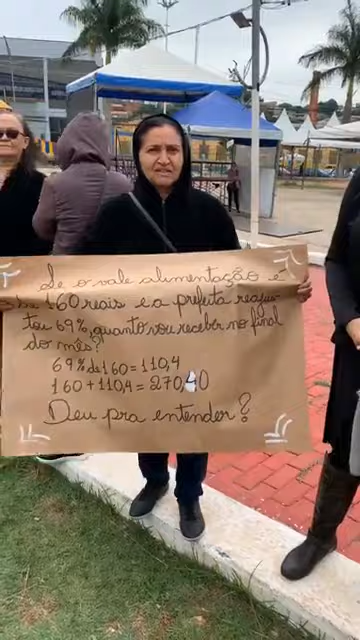 Se o vale alimentação é
160 reais e a prefeita reajus-
tou 69%, quanto vou receber no final
do mês?
69% de 160 = 110,4
160 + 110,4 = 270,40
Deu pra entender?